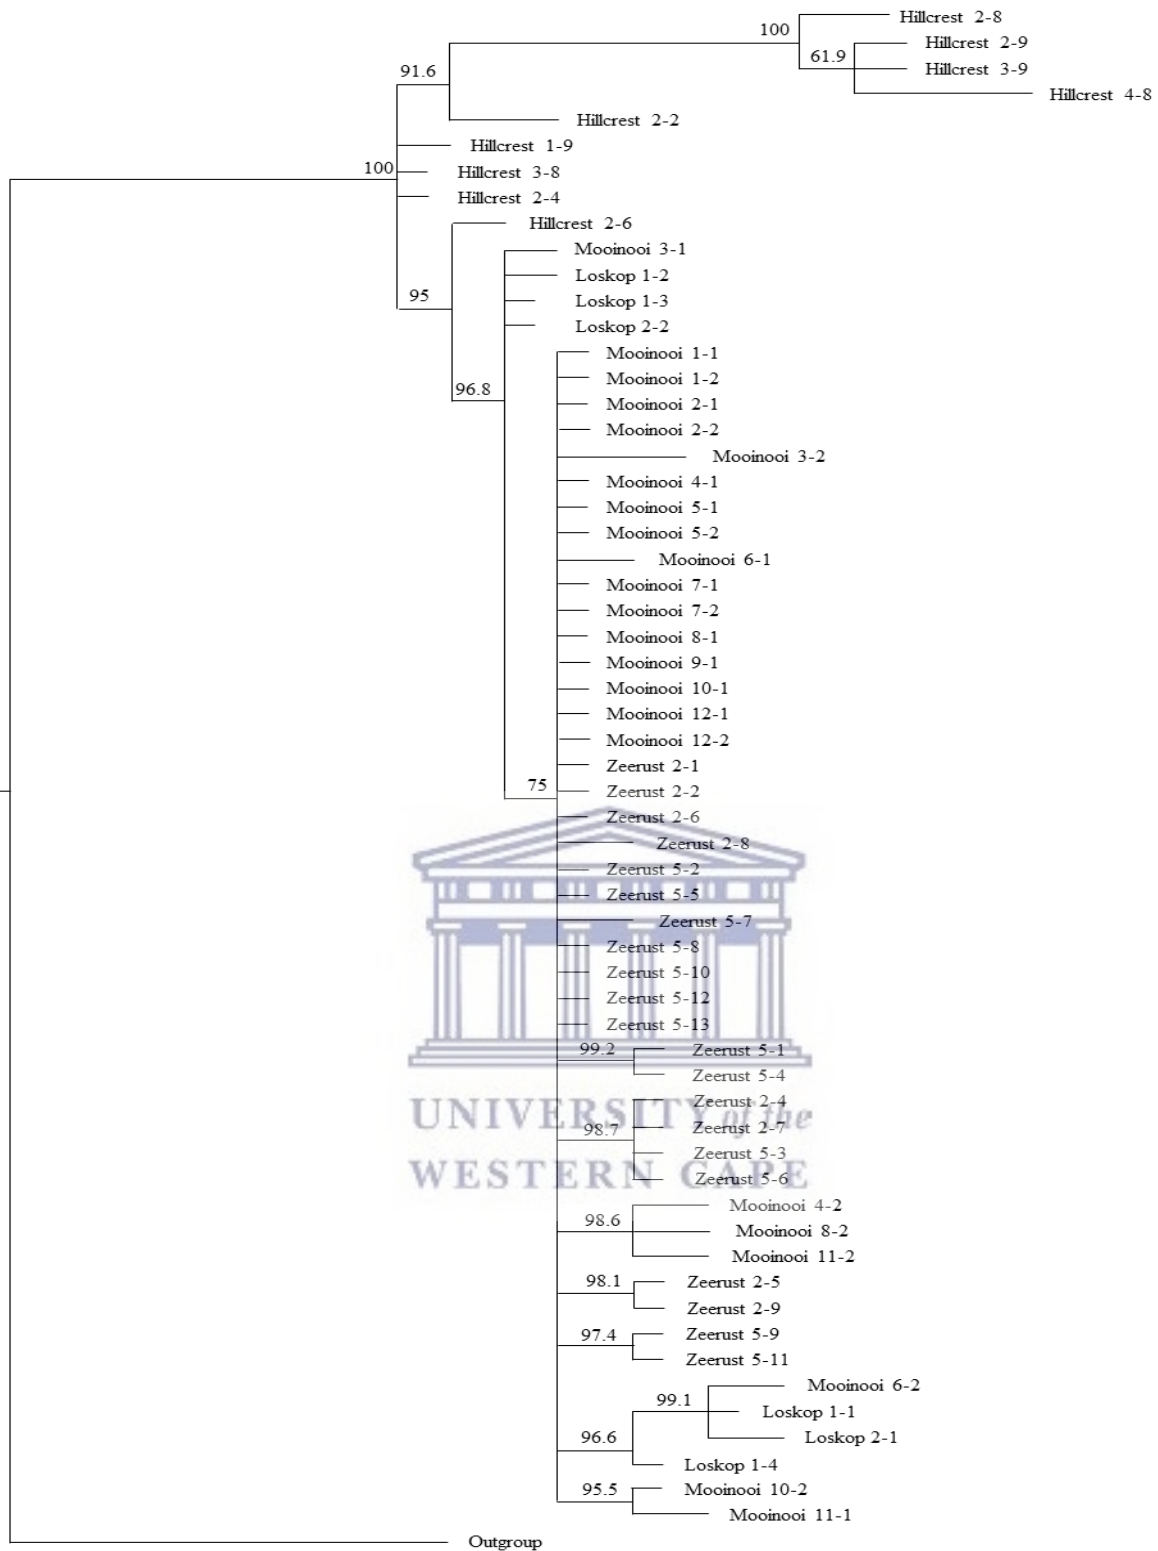 Hillcrest 2-8
100
Hillcrest 2-9
61.9
Hillcrest 3-9
91.6
Hillcrest 4-8
Hillcrest 2-2
Hillcrest 1-9
100
Hillcrest 3-8
Hillcrest 2-4
Hillcrest 2-6
Mooinooi 3-1
Loskop 1-2
95
Loskop 1-3
Loskop 2-2
Mooinooi 1-1
Mooinooi 1-2
96.8
Mooinooi 2-1
Mooinooi 2-2
Mooinooi 3-2
Mooinooi 4-1
Mooinooi 5-1
Mooinooi 5-2
Mooinooi 6-1
Mooinooi 7-1
Mooinooi 7-2
Mooinooi 8-1
Mooinooi 9-1
Mooinooi 10-1
Mooinooi 12-1
Mooinooi 12-2
Zeerust 2-1
75
Zeerust 2-2
Zeerust 2-6
Zeerust 2-8
Zeerust 5-2
Zeerust 5-5
Zeerust 5-7
Zeerust 5-8
Zeerust 5-10
Zeerust 5-12
Zeerust 5-13
99.2
Zeerust 5-1
Zeerust 5-4
Zeerust 2-4
UNIVERSITY of the
Zeerust 2-7
98.7
Zeerust 5-3
WESTERN CAPE
Zeerust 5-6
Mooinooi 4-2
98.6
Mooinooi 8-2
Mooinooi 11-2
98.1
Zeerust 2-5
Zeerust 2-9
97.4
Zeerust 5-9
Zeerust 5-11
Mooinooi 6-2
99.1
Loskop 1-1
96.6
Loskop 2-1
Loskop 1-4
95.5
Mooinooi 10-2
Mooinooi 11-1
Outgroup